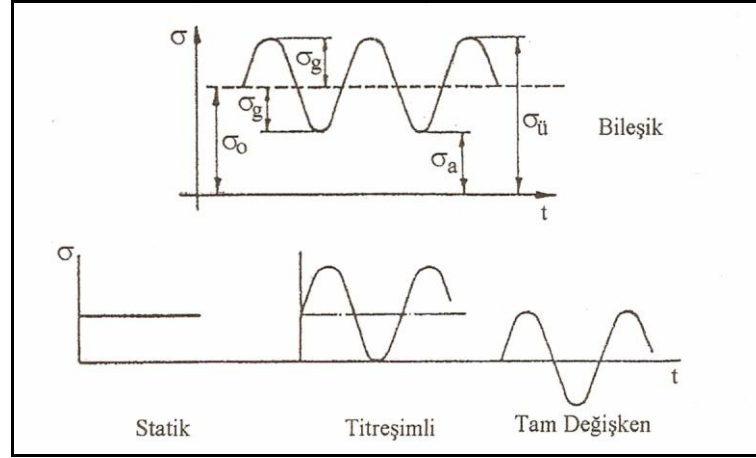 σ
σg
σg
σo
σü
σa
Bileşik
t
σ
t
Statik
Titreşimli
Tam Değişken